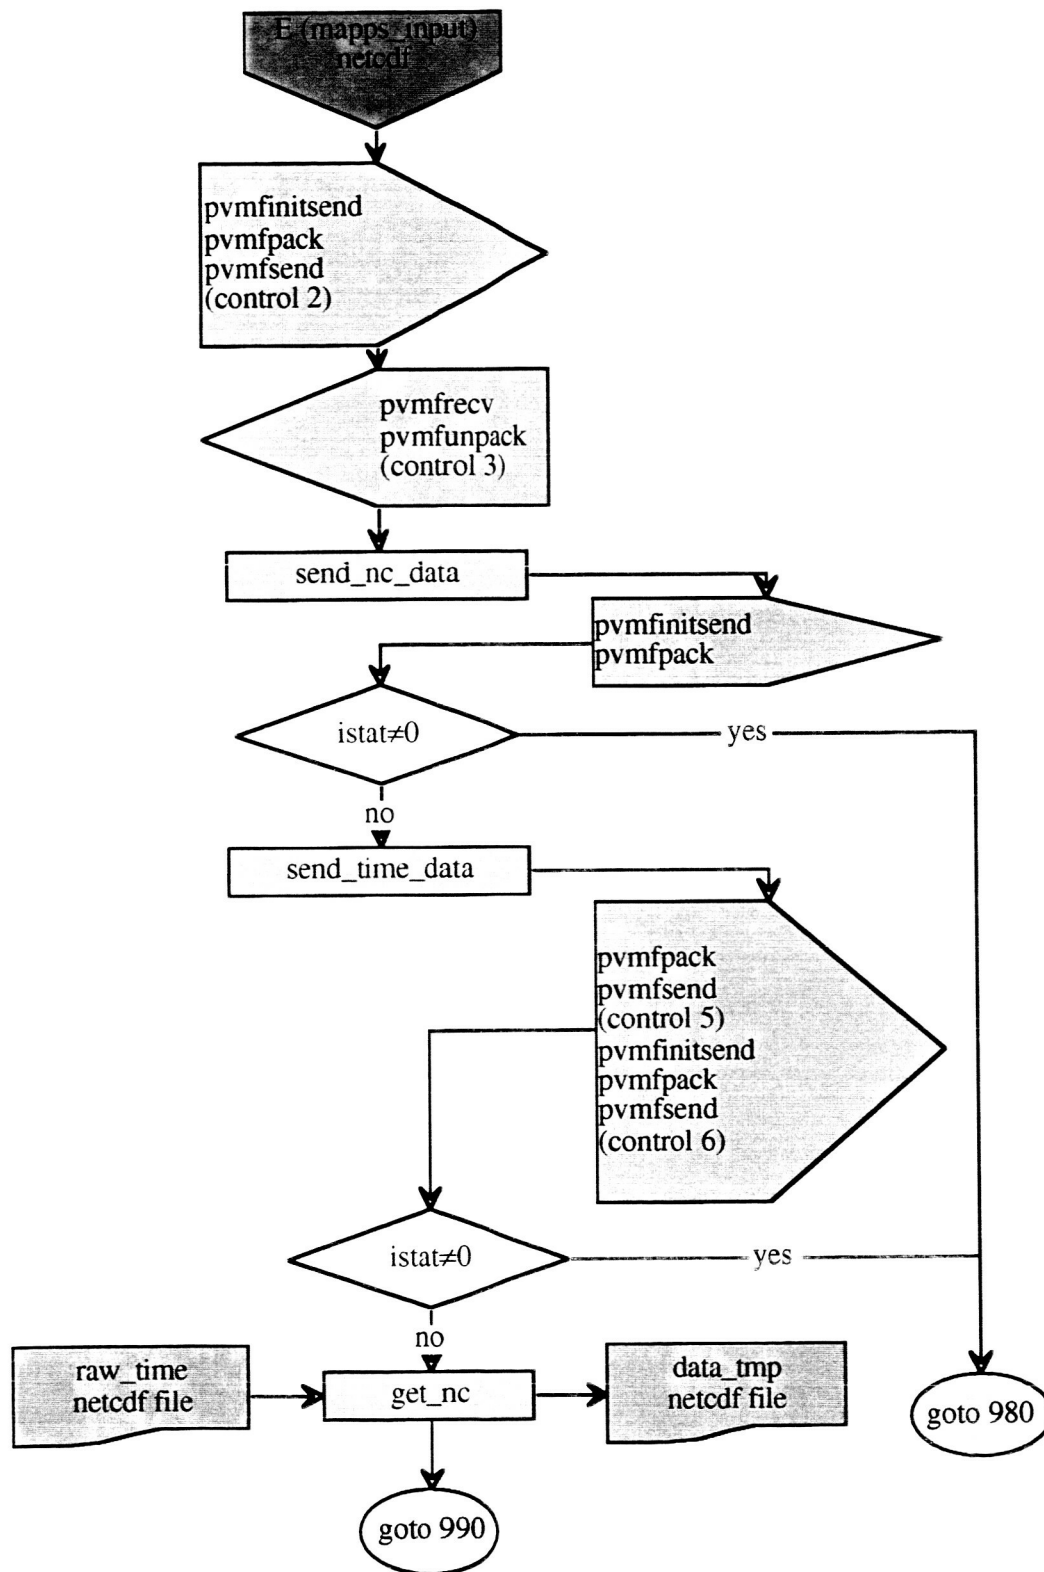 E (mapps_input)
netcdf
pvmfinitsend
pvmfpack
pvmfsend
(control 2)
pvmfrecv
pvmfunpack
(control 3)
send_nc_data
pvmfinitsend
pvmfpack
istat≠0
yes
no
send_time_data
pvmfpack
pvmfsend
(control 5)
pvmfinitsend
pvmfpack
pvmfsend
(control 6)
istat≠0
yes
no
raw_time
netcdf file
get_nc
data_tmp
netcdf file
goto 980
goto 990